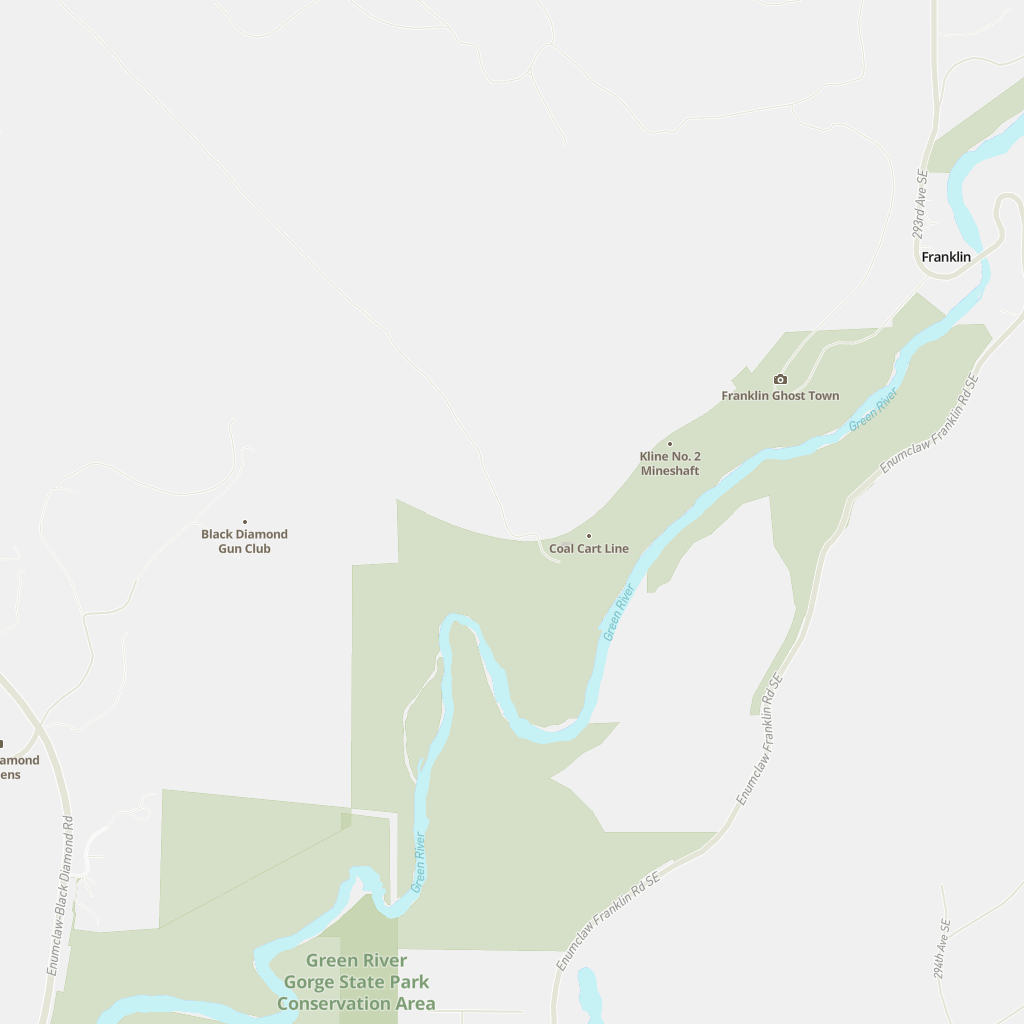 293rd Ave SE
Franklin
Franklin Ghost Town
Green River
Enumclaw Franklin Rd SE
Kline No. 2
Mineshaft
Black Diamond
Gun Club
Coal Cart Line
Green River
Enumclaw Franklin Rd SE
amond
ens
Enumclaw-Black Diamond Rd
Green River
Enumclaw Franklin Rd SE
294th Ave SE
Green River
Gorge State Park
Conservation Area